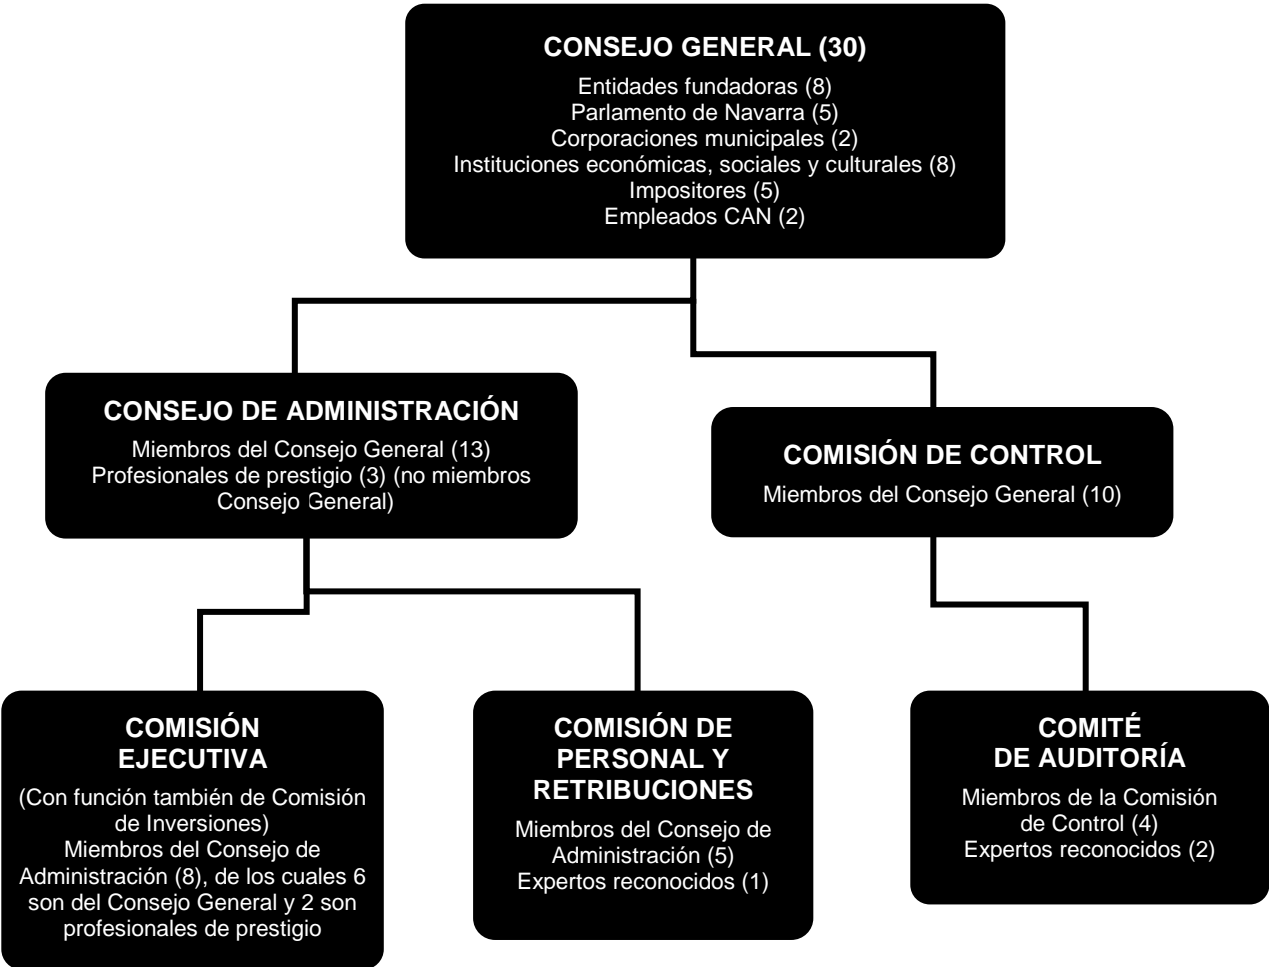 CONSEJO GENERAL (30)
Entidades fundadoras (8)
Parlamento de Navarra (5)
Corporaciones municipales (2)
Instituciones económicas, sociales y culturales (8)
Impositores (5)
Empleados CAN (2)
CONSEJO DE ADMINISTRACIÓN
Miembros del Consejo General (13)
Profesionales de prestigio (3) (no miembros
Consejo General)
COMISIÓN DE CONTROL
Miembros del Consejo General (10)
COMISIÓN
EJECUTIVA
(Con función también de Comisión
de Inversiones)
Miembros del Consejo de
Administración (8), de los cuales 6
son del Consejo General y 2 son
profesionales de prestigio
COMISIÓN DE
PERSONAL Y
RETRIBUCIONES
Miembros del Consejo de
Administración (5)
Expertos reconocidos (1)
COMITÉ
DE AUDITORÍA
Miembros de la Comisión
de Control (4)
Expertos reconocidos (2)